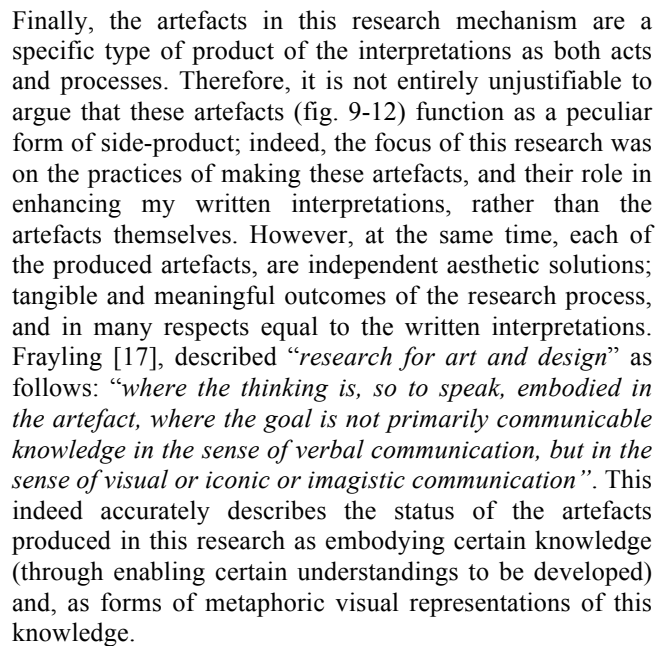 Finally, the artefacts in this research mechanism are a
specific type of product of the interpretations as both acts
and processes. Therefore, it is not entirely unjustifiable to
argue that these artefacts (fig. 9-12) function as a peculiar
form of side-product; indeed, the focus of this research was
on the practices of making these artefacts, and their role in
enhancing my written interpretations, rather than the
artefacts themselves. However, at the same time, each of
the produced artefacts, are independent aesthetic solutions;
tangible and meaningful outcomes of the research process,
and in many respects equal to the written interpretations.
Frayling [17], described “research for art and design” as
follows: “where the thinking is, so to speak, embodied in
the artefact, where the goal is not primarily communicable
knowledge in the sense of verbal communication, but in the
sense of visual or iconic or imagistic communication”. This
indeed accurately describes the status of the artefacts
produced in this research as embodying certain knowledge
(through enabling certain understandings to be developed)
and, as forms of metaphoric visual representations of this
knowledge.